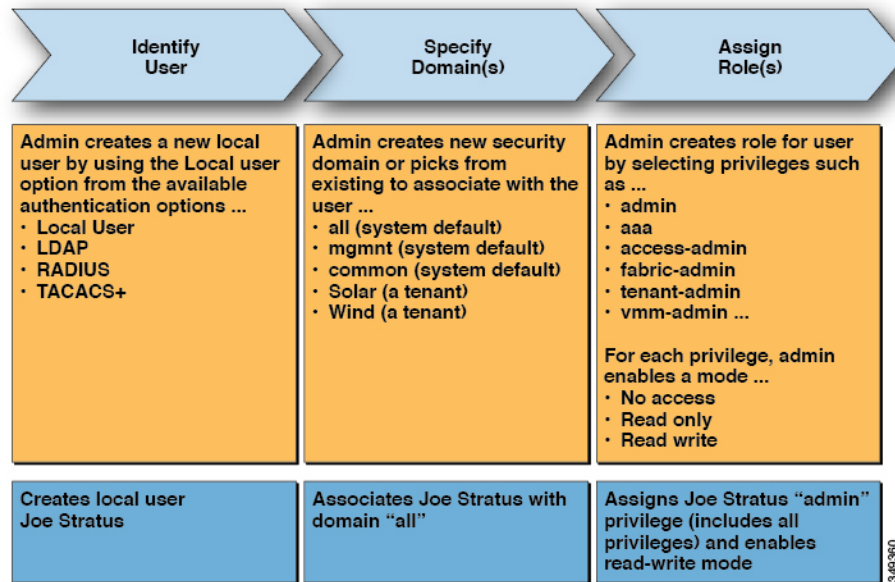 Identify
User
Specify
Domain(s)
Assign
Role(s)
Admin creates a new local
user by using the Local user
option from the available
authentication options ...
• Local User
• LDAP
• RADIUS
• TACACS+
Admin creates new security
domain or picks from
existing to associate with the
user ...
• all (system default)
• mgmnt (system default)
• common (system default)
• Solar (a tenant)
• Wind (a tenant)
Admin creates role for user
by selecting privileges such
as ...
• admin
• aaa
• access-admin
• fabric-admin
• tenant-admin
• vmm-admin ...
For each privilege, admin
enables a mode ...
• No access
• Read only
• Read write
Creates local user
Joe Stratus
Associates Joe Stratus with
domain “all”
Assigns Joe Stratus “admin”
privilege (includes all
privileges) and enables
read-write mode